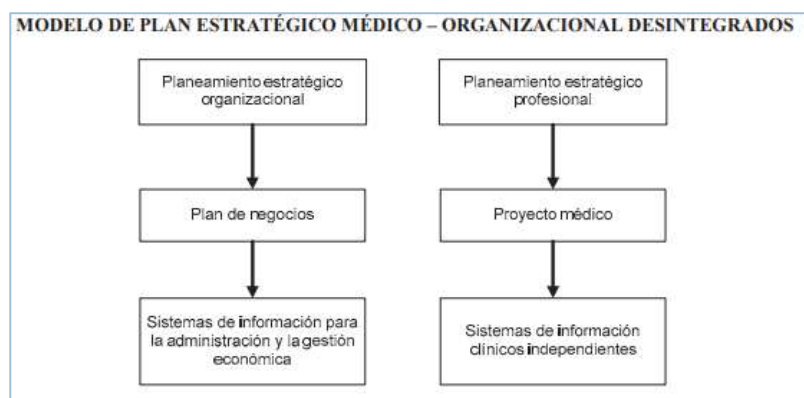 MODELO DE PLAN ESTRATÉGICO MÉDICO – ORGANIZACIONAL DESINTEGRADOS
Planeamiento estratégico
organizacional
Planeamiento estratégico
profesional
Plan de negocios
Proyecto médico
Sistemas de información para
la administración y la gestión
económica
Sistemas de información
clínicos independientes